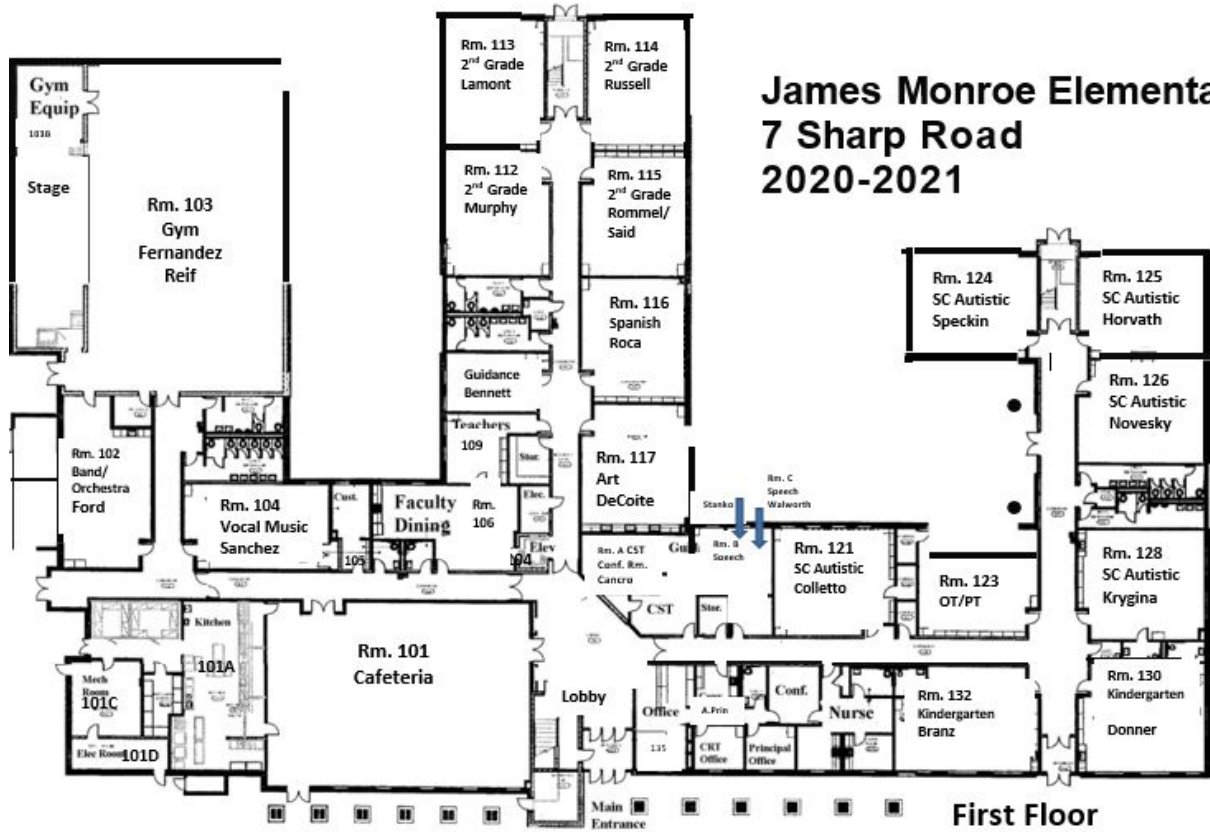 James Monroe Elementa
7 Sharp Road
2020-2021
Gym
Equip
103B
Stage
Rm. 103
Gym
Fernandez
Reif
Rm. 113
2nd Grade
Lamont
Rm. 114
2nd Grade
Russell
Rm. 112
2nd Grade
Murphy
Rm. 115
2nd Grade
Rommel/
Said
Rm. 116
Spanish
Roca
Guidance
Bennett
Teachers
109
Stor.
Rm. 117
Art
DeCoite
Rm. 102
Band/
Orchestra
Ford
Rm. 104
Vocal Music
Sanchez
Cust.
105
Faculty
Dining
Rm.
106
Elec.
Elev
104
Rm. 124
SC Autistic
Speckin
Rm. 125
SC Autistic
Horvath
Rm. 126
SC Autistic
Novesky
Stanko
Rm. C
Speech
Walworth
Rm. A CST
Conf. Rm.
Cancro
Rm. B
Speech
CST
Stor.
Rm. 121
SC Autistic
Colletto
Rm. 123
OT/PT
Rm. 128
SC Autistic
Krygina
Kitchen
101A
Mech
Room
101C
Elec Room
101D
Rm. 101
Cafeteria
Lobby
Office
135
A.Prin
Conf.
CRT
Office
Principal
Office
Nurse
Rm. 132
Kindergarten
Branz
Rm. 130
Kindergarten
Donner
Main
Entrance
First Floor